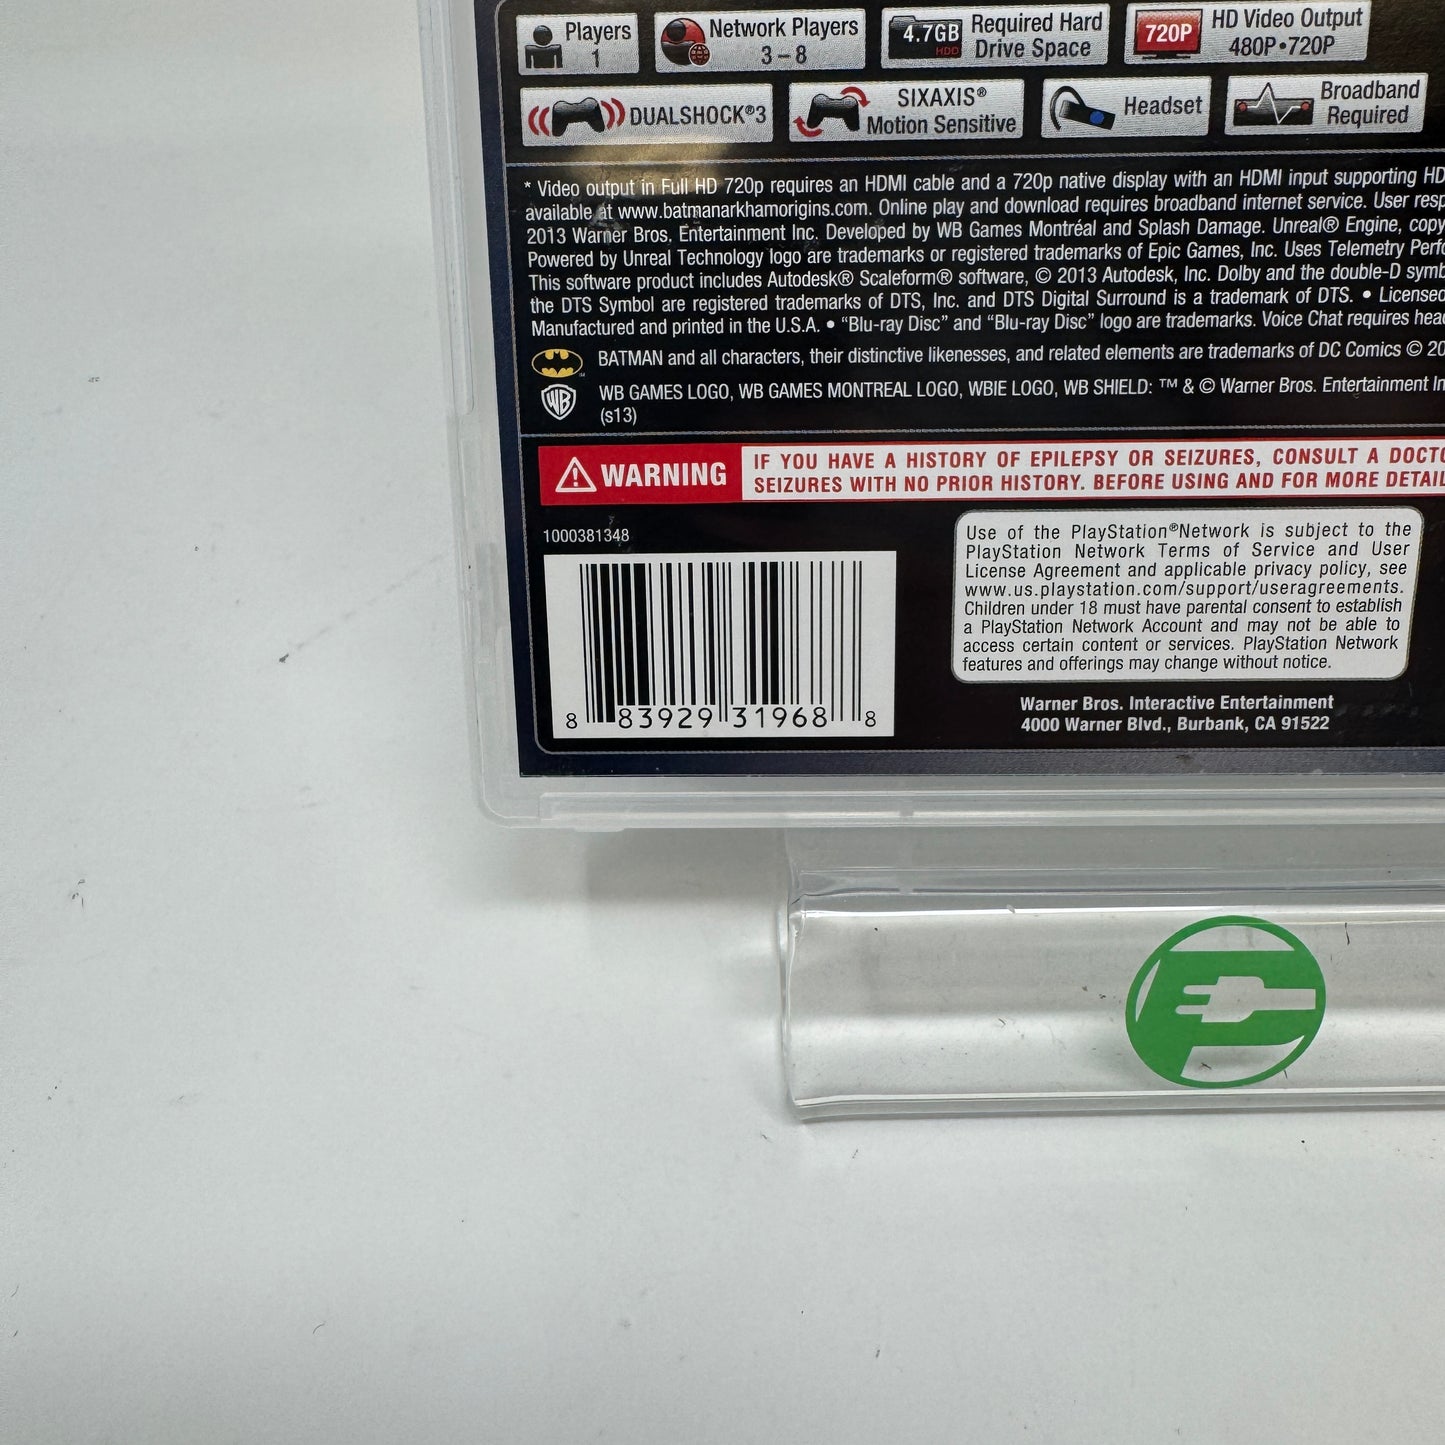 Players
1
Network Players
3 – 8
4.7GB
HDD
Required Hard
Drive Space
720P
HD Video Output
480P•720P
DUALSHOCK®3
SIXAXIS®
Motion Sensitive
Headset
Broadband
Required
* Video output in Full HD 720p requires an HDMI cable and a 720p native display with an HDMI input supporting HD
available at www.batmanarkhamorigins.com. Online play and download requires broadband internet service. User resp
2013 Warner Bros. Entertainment Inc. Developed by WB Games Montréal and Splash Damage. Unreal® Engine, copy
Powered by Unreal Technology logo are trademarks or registered trademarks of Epic Games, Inc. Uses Telemetry Perfo
This software product includes Autodesk® Scaleform® software, © 2013 Autodesk, Inc. Dolby and the double-D symb
the DTS Symbol are registered trademarks of DTS, Inc. and DTS Digital Surround is a trademark of DTS. • Licensed
Manufactured and printed in the U.S.A. • “Blu-ray Disc” and “Blu-ray Disc” logo are trademarks. Voice Chat requires hea
BATMAN and all characters, their distinctive likenesses, and related elements are trademarks of DC Comics © 20
WB
WB GAMES LOGO, WB GAMES MONTREAL LOGO, WBIE LOGO, WB SHIELD: ™ & © Warner Bros. Entertainment In
(s13)
WARNING
IF YOU HAVE A HISTORY OF EPILEPSY OR SEIZURES, CONSULT A DOCTO
SEIZURES WITH NO PRIOR HISTORY. BEFORE USING AND FOR MORE DETAIL
1000381348
8 83929 31968 8
Use of the PlayStation®Network is subject to the
PlayStation Network Terms of Service and User
License Agreement and applicable privacy policy, see
www.us.playstation.com/support/useragreements.
Children under 18 must have parental consent to establish
a PlayStation Network Account and may not be able to
access certain content or services. PlayStation Network
features and offerings may change without notice.
Warner Bros. Interactive Entertainment
4000 Warner Blvd., Burbank, CA 91522